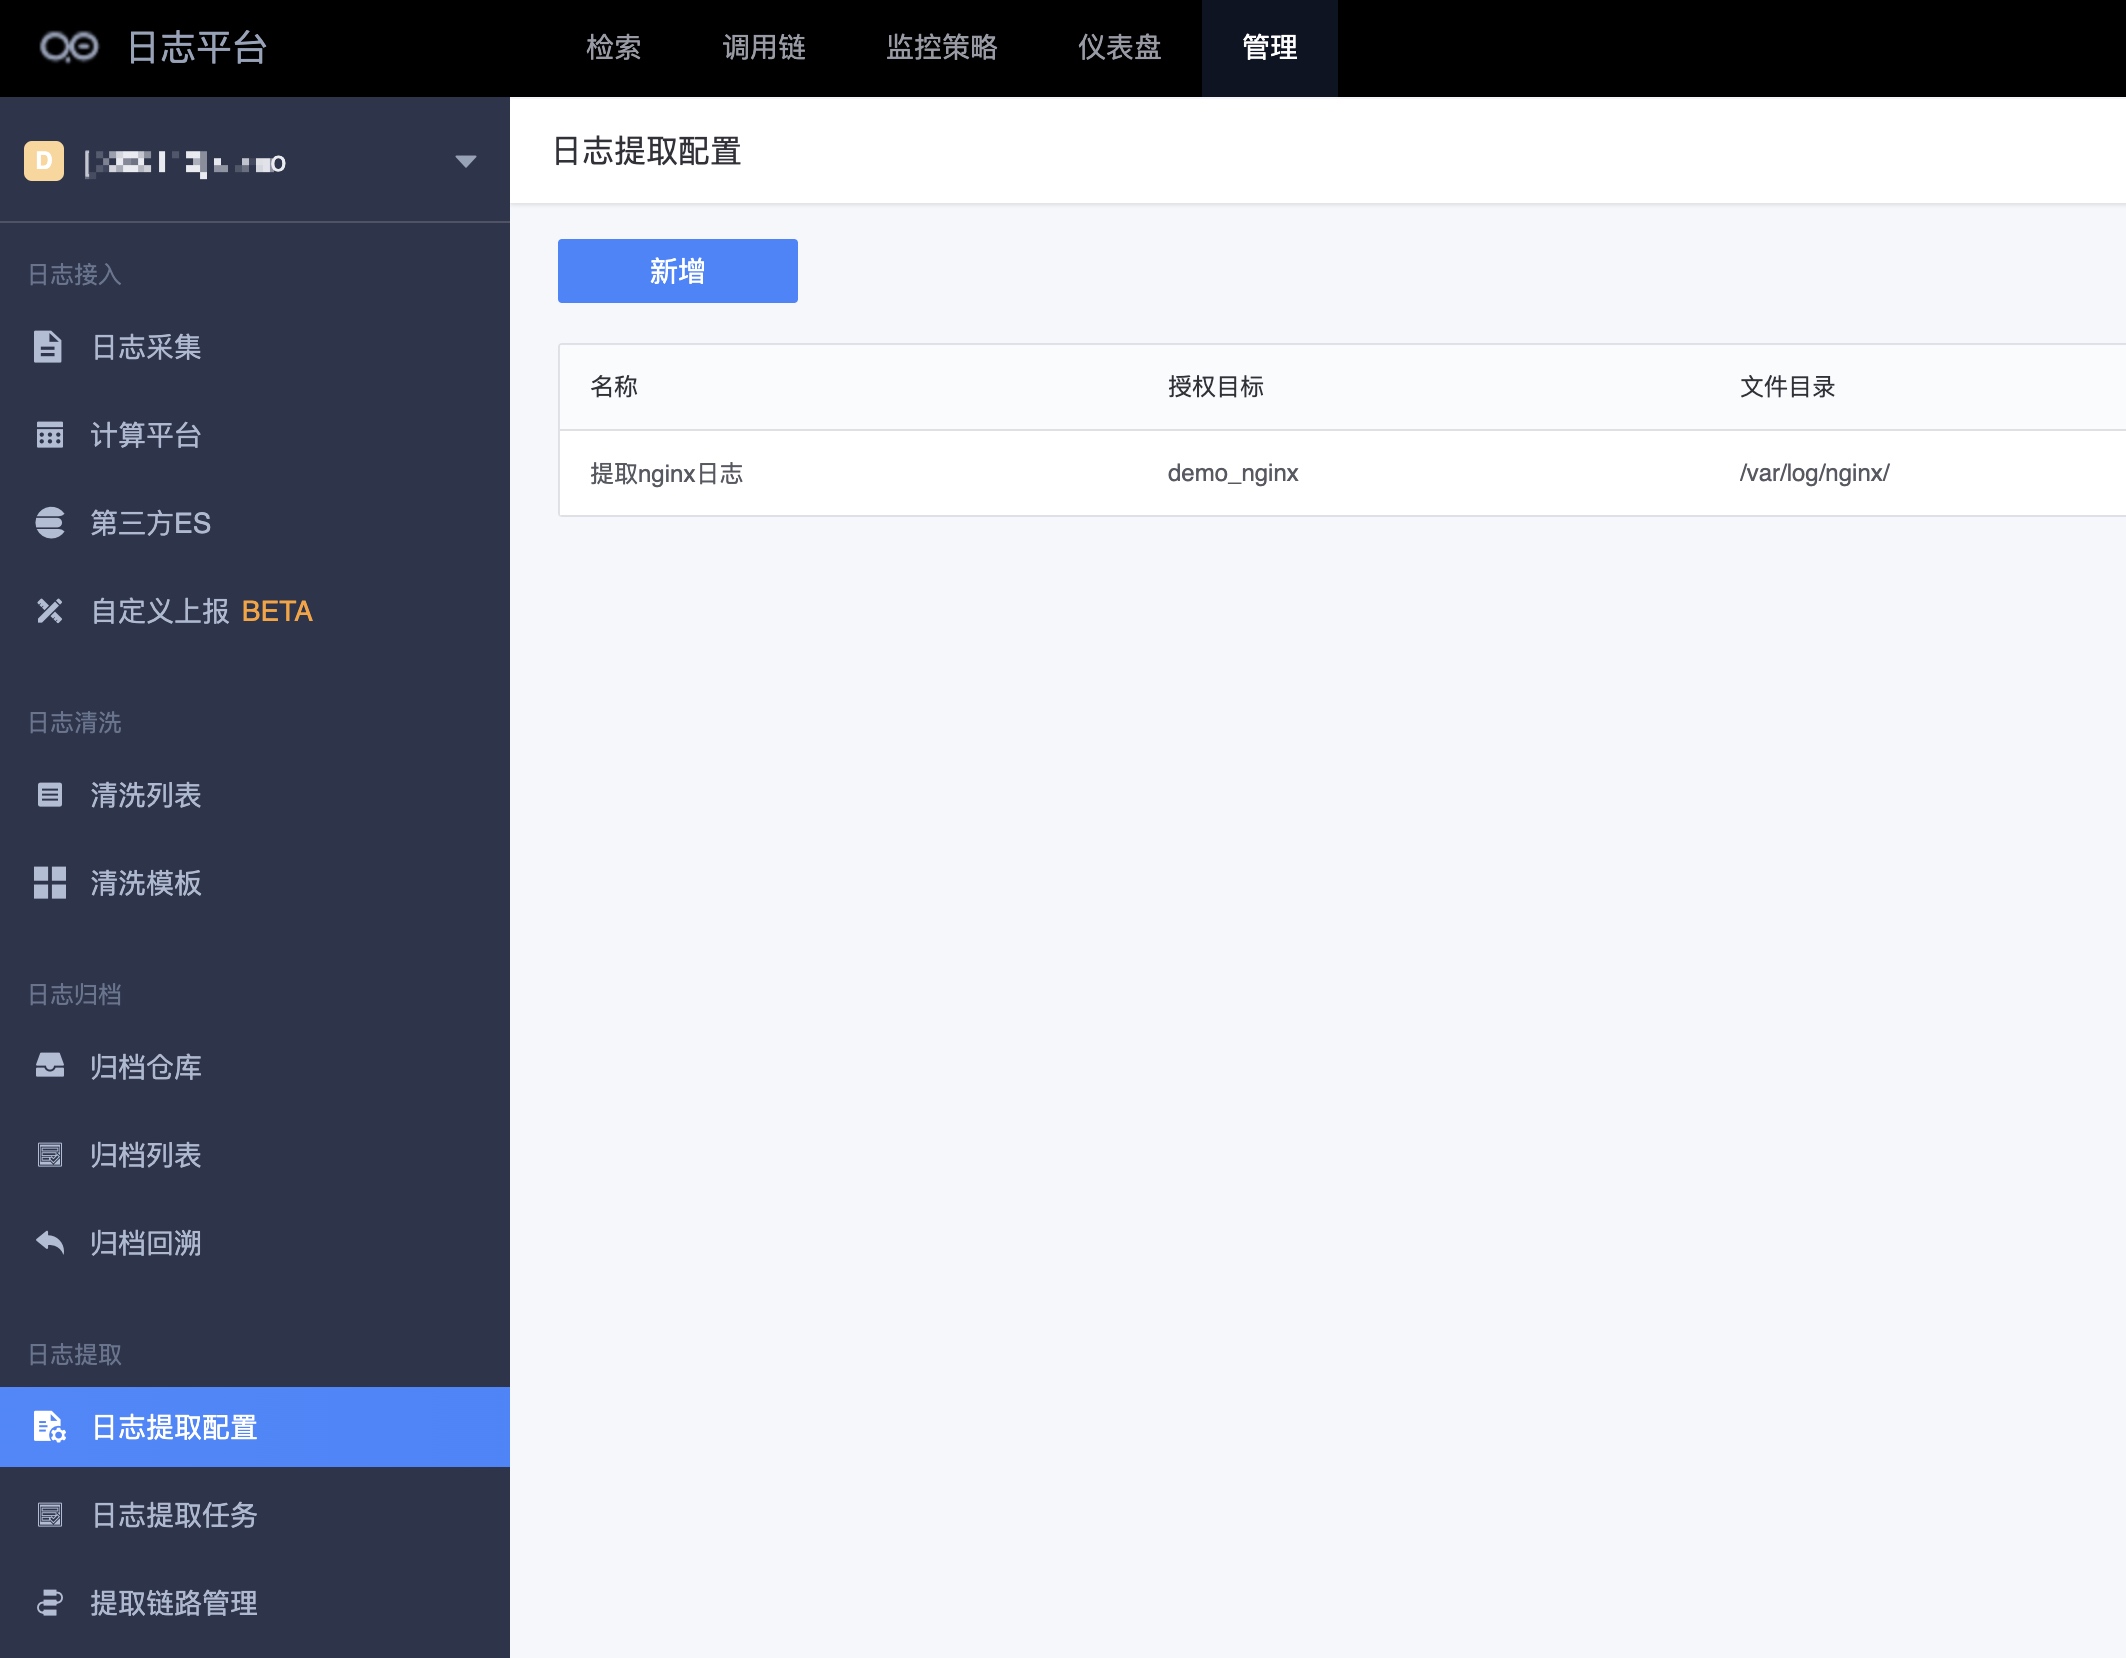 日志平台
检索 调用链 监控策略 仪表盘 管理
D
日志提取配置
新增
名称 授权目标 文件目录
提取nginx日志 demo_nginx /var/log/nginx/
日志接入
日志采集
计算平台
第三方ES
自定义上报 BETA
日志清洗
清洗列表
清洗模板
日志归档
归档仓库
归档列表
归档回溯
日志提取
日志提取配置
日志提取任务
提取链路管理